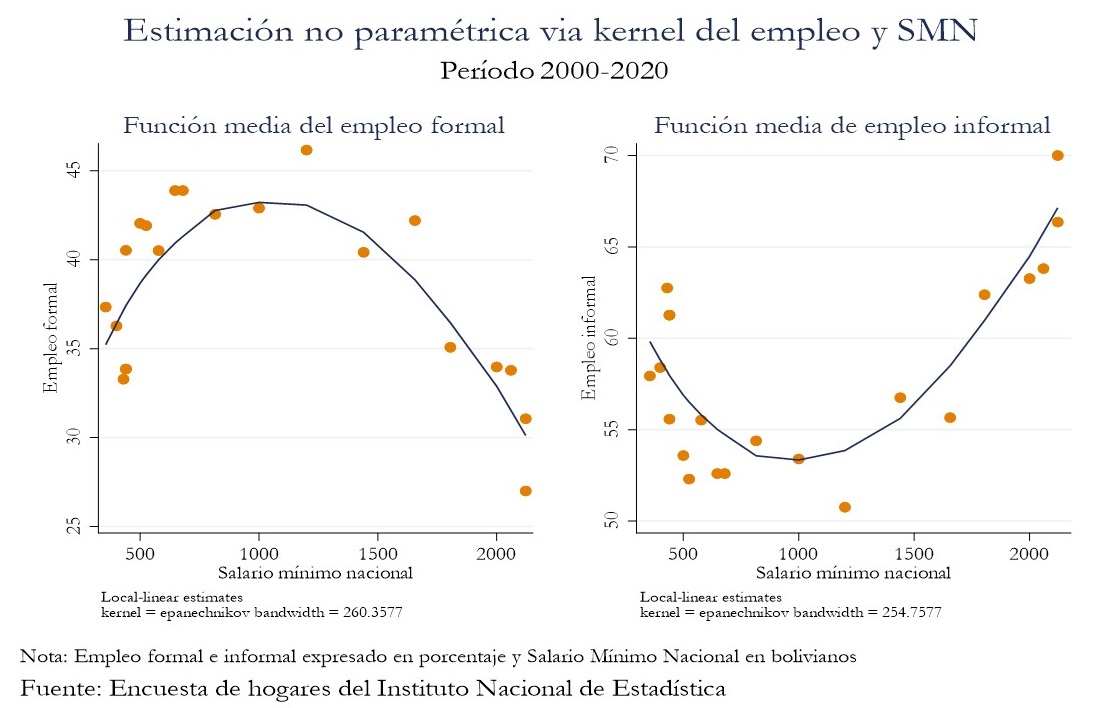 Estimación no paramétrica via kernel del empleo y SMN
Período 2000-2020
Función media del empleo formal
45
40
35
30
25
Empleo formal
500 1000 1500 2000
Salario mínimo nacional
Local-linear estimates
kernel = epanechnikov bandwidth = 260.3577
Función media de empleo informal
70
65
60
55
50
Empleo informal
500 1000 1500 2000
Salario mínimo nacional
Local-linear estimates
kernel = epanechnikov bandwidth = 254.7577
Nota: Empleo formal e informal expresado en porcentaje y Salario Mínimo Nacional en bolivianos
Fuente: Encuesta de hogares del Instituto Nacional de Estadística